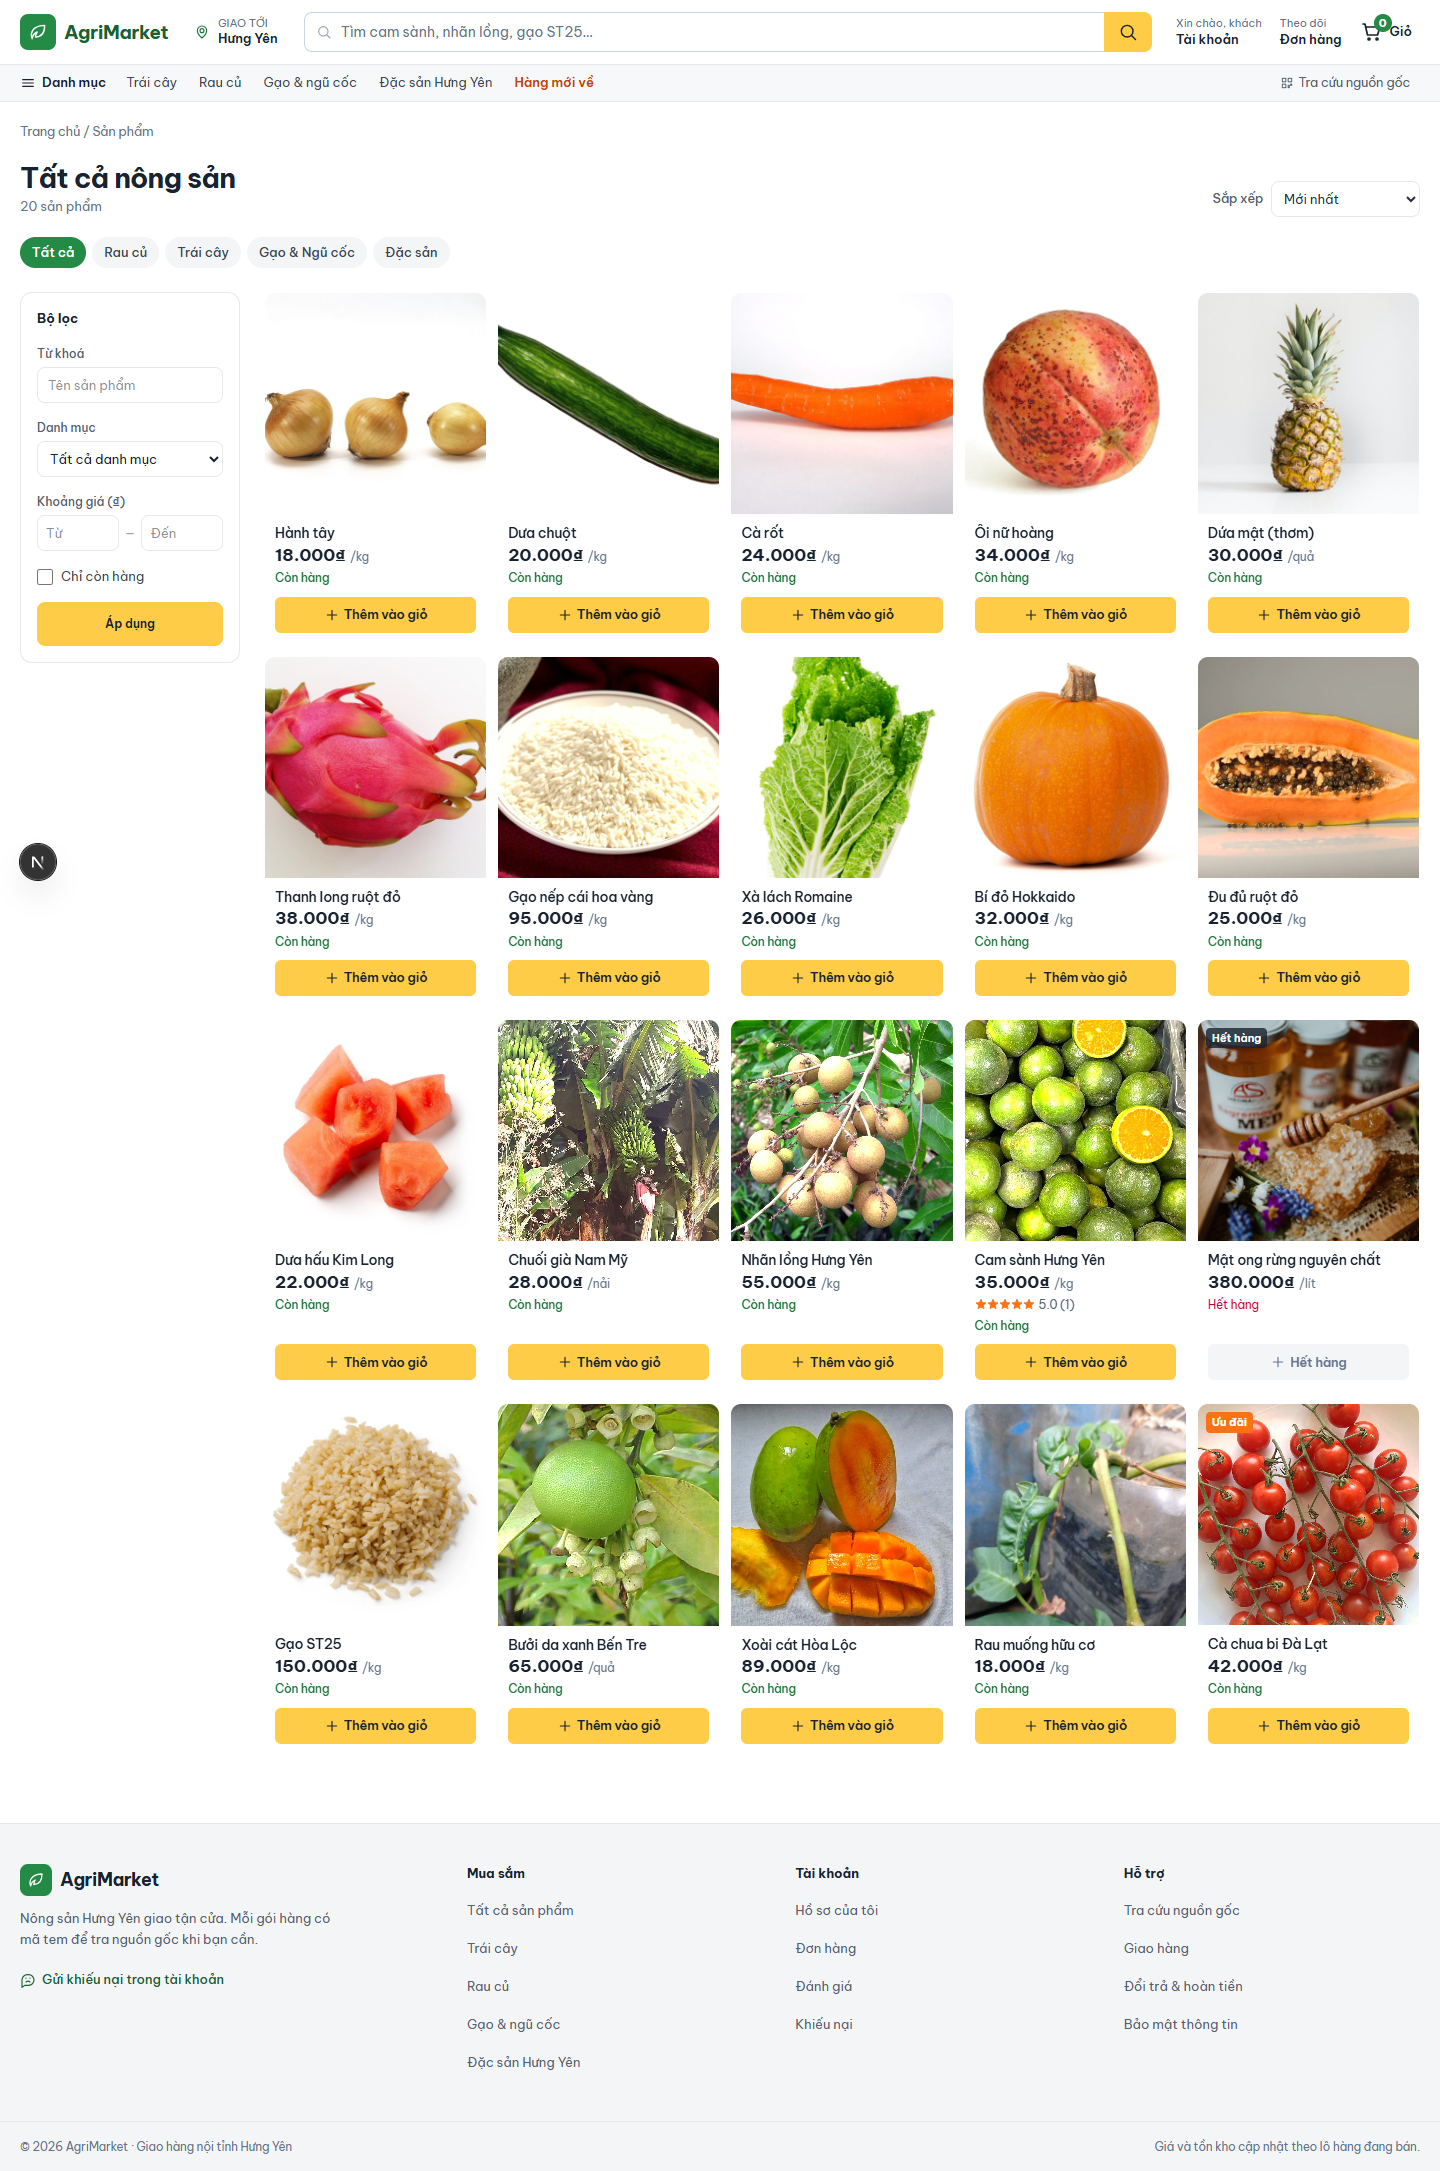 AgriMarket
GIAO TỚI
Hưng Yên
Tìm cam sành, nhãn lồng, gạo ST25...
Xin chào, khách
Tài khoản
Theo dõi
Đơn hàng
0
Giỏ
Danh mục
Trái cây
Rau củ
Gạo & ngũ cốc
Đặc sản Hưng Yên
Hàng mới về
Tra cứu nguồn gốc
Trang chủ / Sản phẩm
Tất cả nông sản
20 sản phẩm
Sắp xếp
Mới nhất
Tất cả
Rau củ
Trái cây
Gạo & Ngũ cốc
Đặc sản
Bộ lọc
Từ khoá
Tên sản phẩm
Danh mục
Tất cả danh mục
Khoảng giá (₫)
Từ
—
Đến
Chỉ còn hàng
Áp dụng
Hành tây
18.000₫ /kg
Còn hàng
+ Thêm vào giỏ
Dưa chuột
20.000₫ /kg
Còn hàng
+ Thêm vào giỏ
Cà rốt
24.000₫ /kg
Còn hàng
+ Thêm vào giỏ
Ổi nữ hoàng
34.000₫ /kg
Còn hàng
+ Thêm vào giỏ
Dứa mật (thơm)
30.000₫ /quả
Còn hàng
+ Thêm vào giỏ
N
Thanh long ruột đỏ
38.000₫ /kg
Còn hàng
+ Thêm vào giỏ
Gạo nếp cái hoa vàng
95.000₫ /kg
Còn hàng
+ Thêm vào giỏ
Xà lách Romaine
26.000₫ /kg
Còn hàng
+ Thêm vào giỏ
Bí đỏ Hokkaido
32.000₫ /kg
Còn hàng
+ Thêm vào giỏ
Đu đủ ruột đỏ
25.000₫ /kg
Còn hàng
+ Thêm vào giỏ
Dưa hấu Kim Long
22.000₫ /kg
Còn hàng
+ Thêm vào giỏ
Chuối già Nam Mỹ
28.000₫ /nải
Còn hàng
+ Thêm vào giỏ
Nhãn lồng Hưng Yên
55.000₫ /kg
Còn hàng
+ Thêm vào giỏ
Cam sành Hưng Yên
35.000₫ /kg
★★★★★ 5.0 (1)
Còn hàng
+ Thêm vào giỏ
Hết hàng
Mật ong rừng nguyên chất
380.000₫ /lít
Hết hàng
+ Hết hàng
Gạo ST25
150.000₫ /kg
Còn hàng
+ Thêm vào giỏ
Bưởi da xanh Bến Tre
65.000₫ /quả
Còn hàng
+ Thêm vào giỏ
Xoài cát Hòa Lộc
89.000₫ /kg
Còn hàng
+ Thêm vào giỏ
Rau muống hữu cơ
18.000₫ /kg
Còn hàng
+ Thêm vào giỏ
Ưu đãi
Cà chua bi Đà Lạt
42.000₫ /kg
Còn hàng
+ Thêm vào giỏ
AgriMarket
Nông sản Hưng Yên giao tận cửa. Mỗi gói hàng có
mã tem để tra nguồn gốc khi bạn cần.
Gửi khiếu nại trong tài khoản
Mua sắm
Tất cả sản phẩm
Trái cây
Rau củ
Gạo & ngũ cốc
Đặc sản Hưng Yên
Tài khoản
Hồ sơ của tôi
Đơn hàng
Đánh giá
Khiếu nại
Hỗ trợ
Tra cứu nguồn gốc
Giao hàng
Đổi trả & hoàn tiền
Bảo mật thông tin
© 2026 AgriMarket · Giao hàng nội tỉnh Hưng Yên
Giá và tồn kho cập nhật theo lô hàng đang bán.